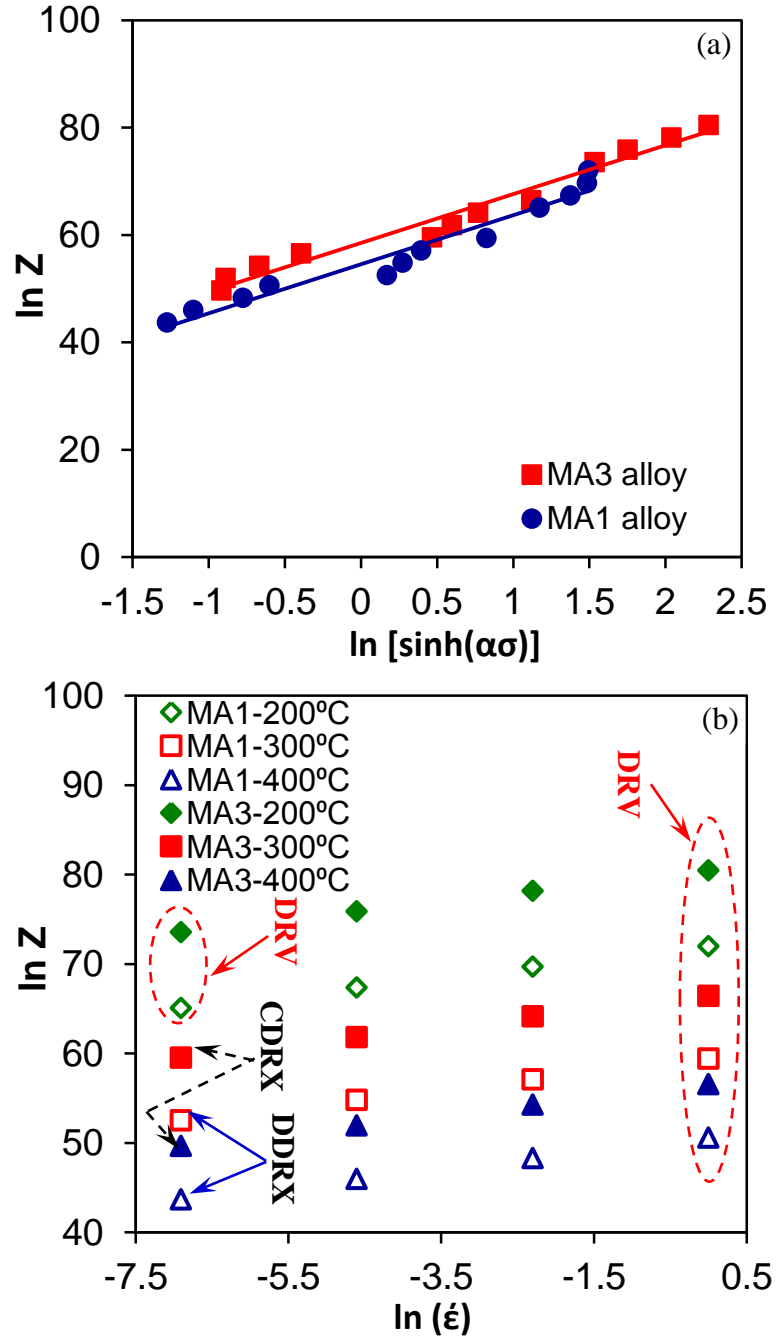 (a)
100
80
60
40
20
0
ln Z
MA3 alloy
MA1 alloy
-1.5 -1 -0.5 0 0.5 1 1.5 2 2.5
ln [sinh(ασ)]
(b)
100
90
80
70
60
50
40
ln Z
MA1-200ºC
MA1-300ºC
MA1-400ºC
MA3-200ºC
MA3-300ºC
MA3-400ºC
DRV
DRV
CDRX
DDRX
-7.5 -5.5 -3.5 -1.5 0.5
ln (έ)